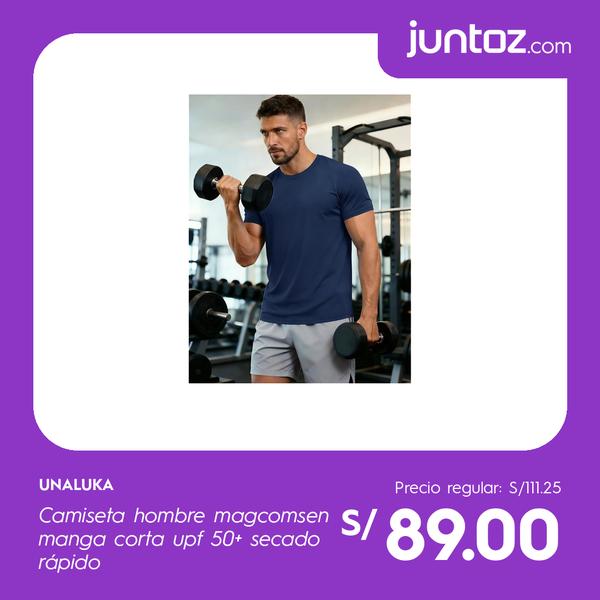 juntoz.com
UNALUKA
Camiseta hombre magcomsen
manga corta upf 50+ secado
rápido
Precio regular: S/111.25
S/ 89.00